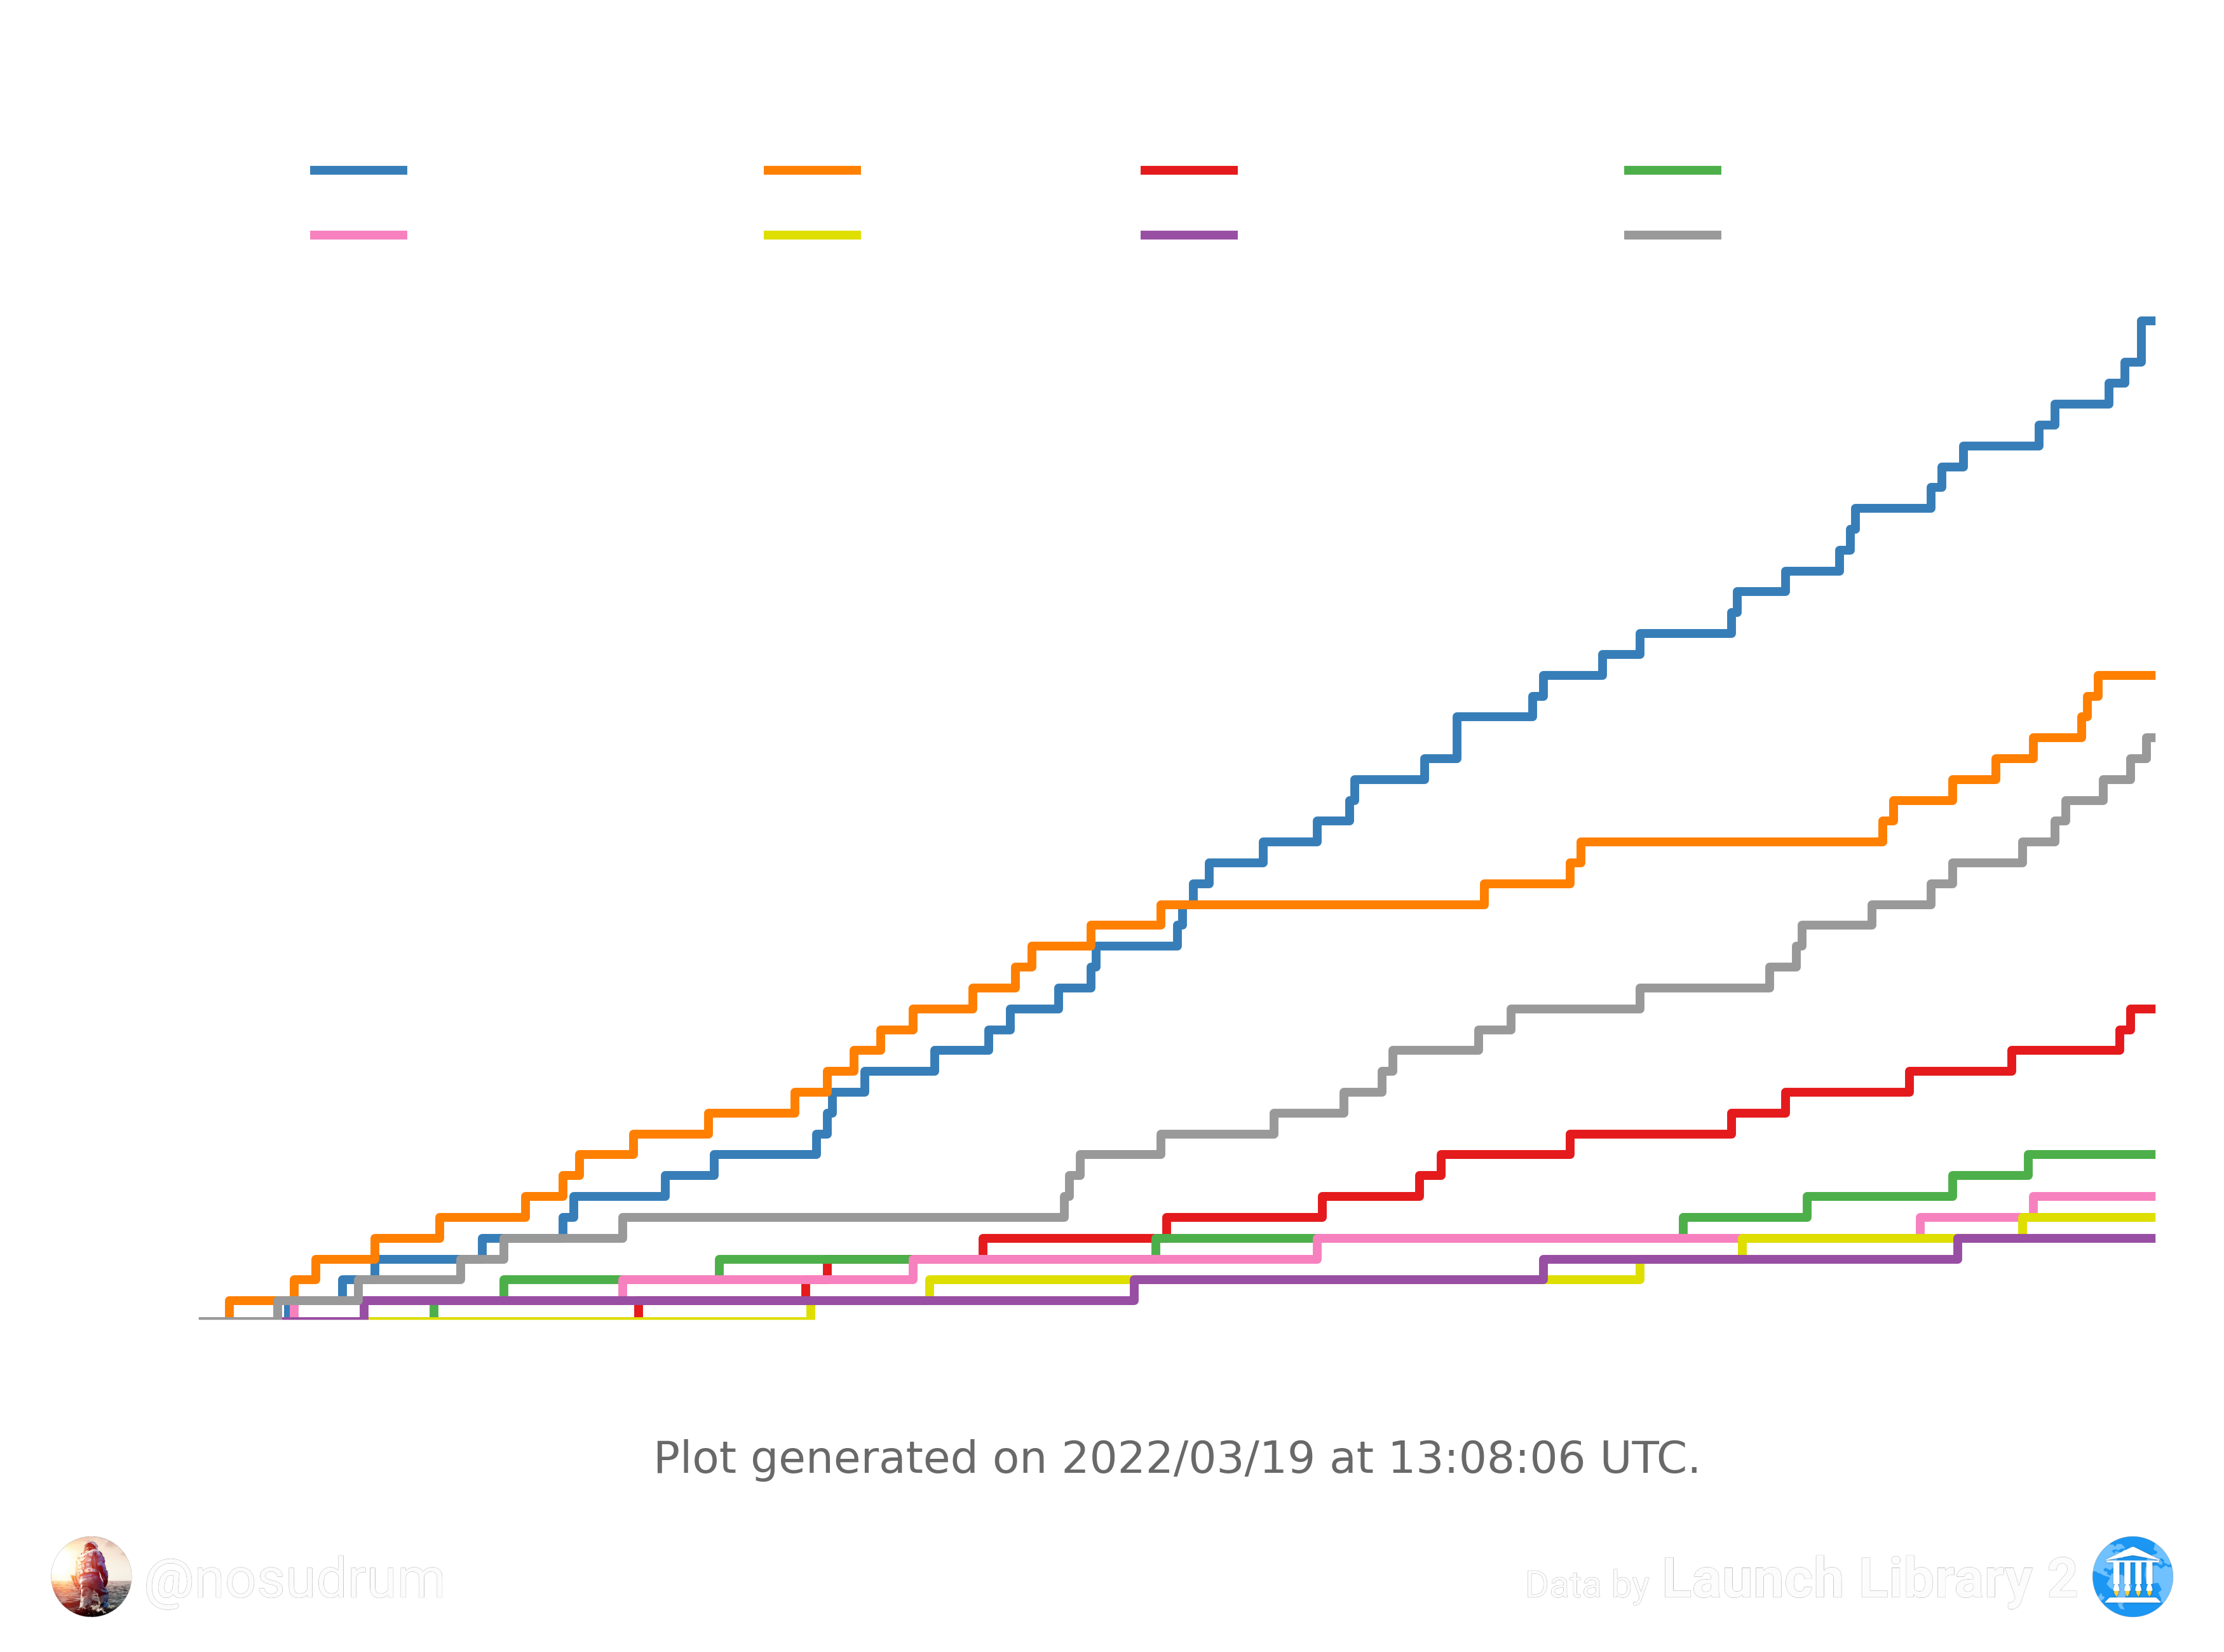 Plot generated on 2022/03/19 at 13:08:06 UTC.
@nosudrum
Data by Launch Library 2